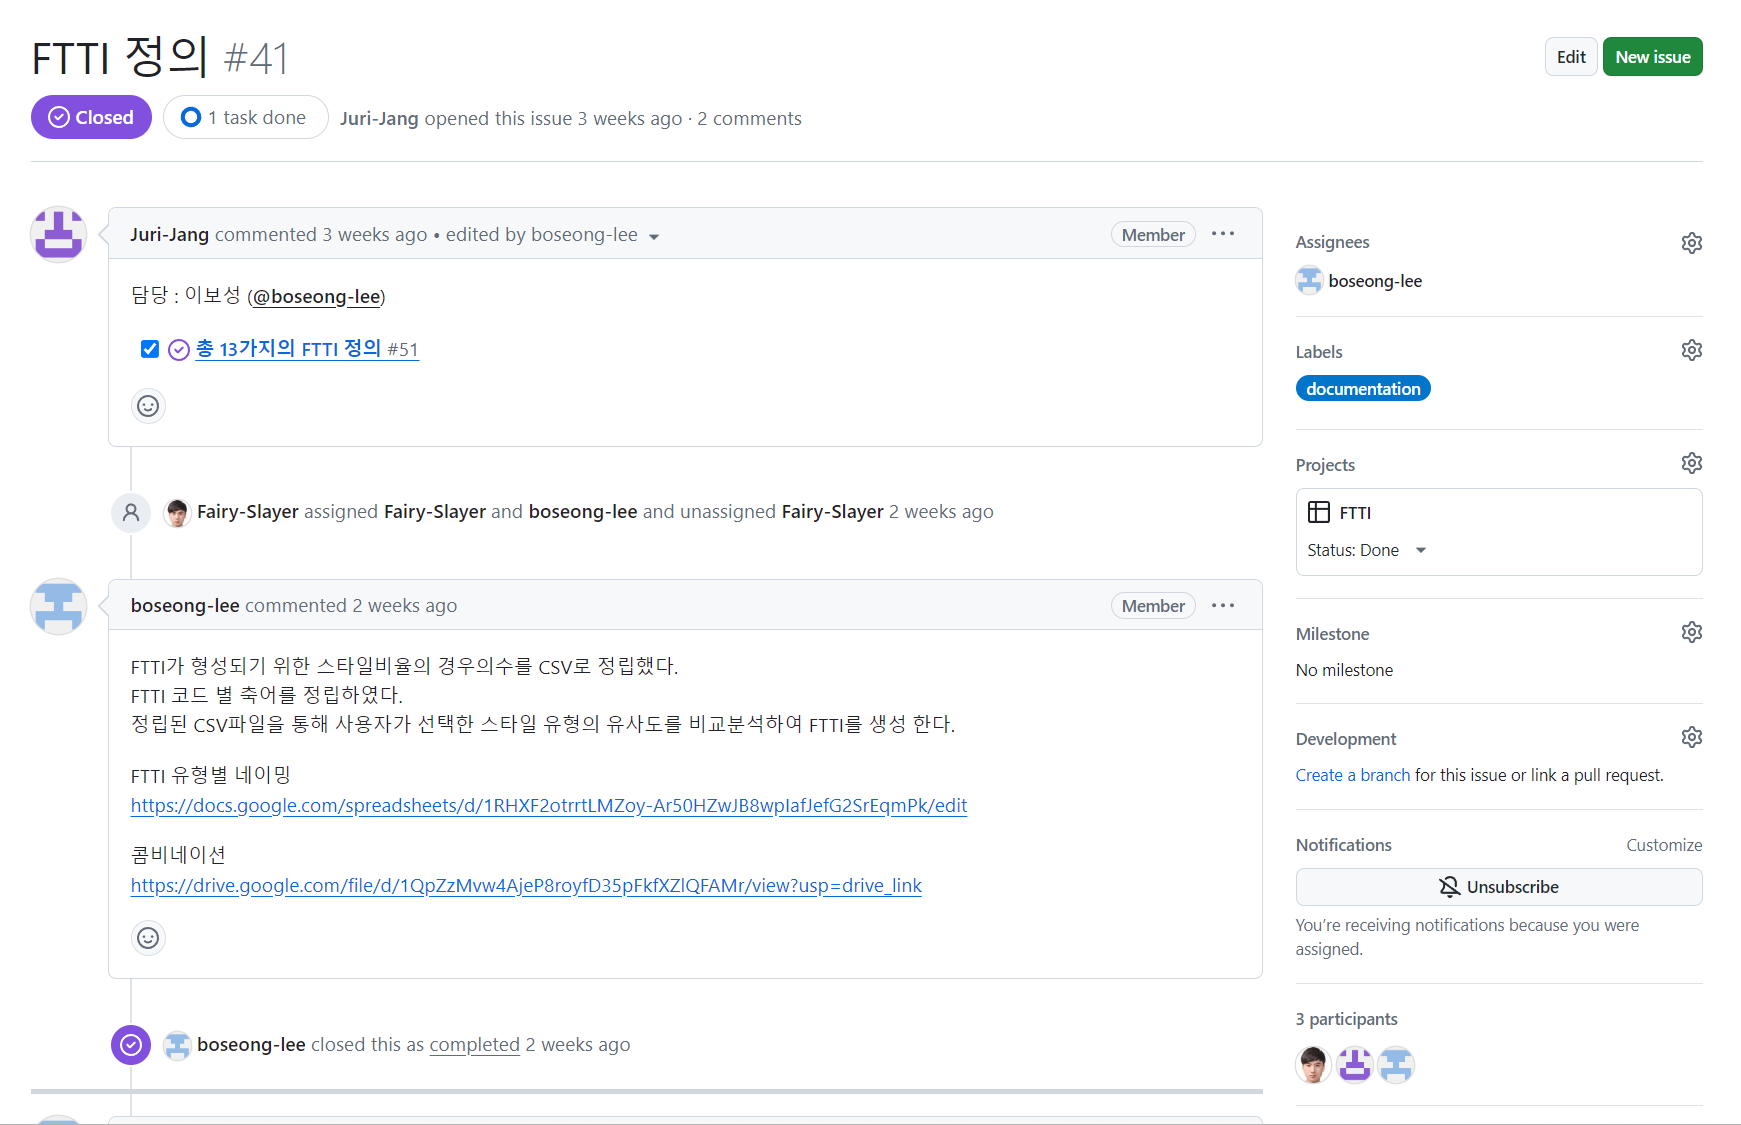 FTTI 정의 #41
Edit
New issue
Closed
1 task done
Juri-Jang opened this issue 3 weeks ago · 2 comments
Juri-Jang commented 3 weeks ago • edited by boseong-lee
Member
담당 : 이보성 (@boseong-lee)
총 13가지의 FTTI 정의 #51
Fairy-Slayer assigned Fairy-Slayer and boseong-lee and unassigned Fairy-Slayer 2 weeks ago
boseong-lee commented 2 weeks ago
Member
FTTI가 형성되기 위한 스타일비율의 경우의수를 CSV로 정립했다.
FTTI 코드 별 축어를 정립하였다.
정립된 CSV파일을 통해 사용자가 선택한 스타일 유형의 유사도를 비교분석하여 FTTI를 생성 한다.
FTTI 유형별 네이밍
https://docs.google.com/spreadsheets/d/1RHXF2otrrtLMZoy-Ar50HZwJB8wpIafJefG2SrEqmPk/edit
콤비네이션
https://drive.google.com/file/d/1QpZzMvw4AjeP8royfD35pFkfXZlQFAMr/view?usp=drive_link
boseong-lee closed this as completed 2 weeks ago
Assignees
boseong-lee
Labels
documentation
Projects
FTTI
Status: Done
Milestone
No milestone
Development
Create a branch for this issue or link a pull request.
Notifications
Customize
Unsubscribe
You're receiving notifications because you were
assigned.
3 participants